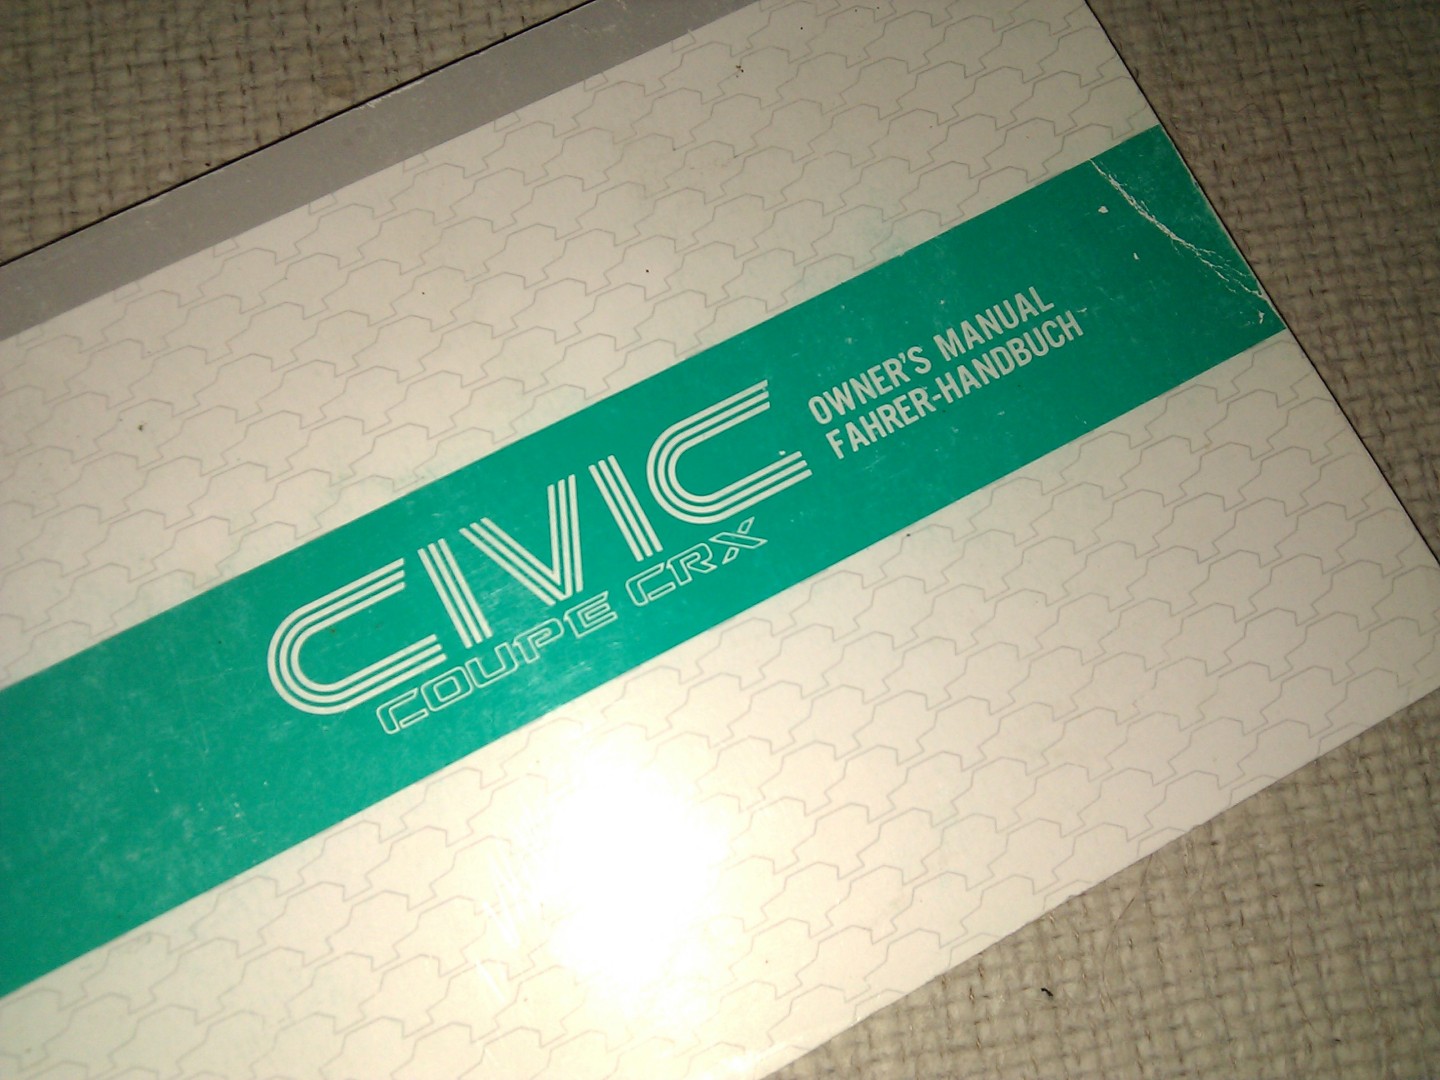 CIVIC
COUPE CRX
OWNER'S MANUAL
FAHRER-HANDBUCH